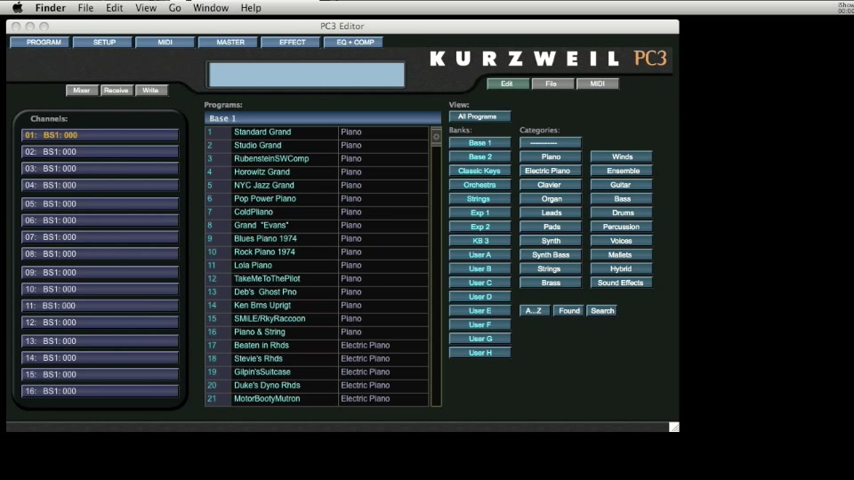 Finder File Edit View Go Window Help
PC3 Editor
PROGRAM SETUP MIDI MASTER EFFECT EQ + COMP
KURZWEIL PC3
Mixer Receive Write
Edit File MIDI
Channels:
01: BS1: 000
02: BS1: 000
03: BS1: 000
04: BS1: 000
05: BS1: 000
06: BS1: 000
07: BS1: 000
08: BS1: 000
09: BS1: 000
10: BS1: 000
11: BS1: 000
12: BS1: 000
13: BS1: 000
14: BS1: 000
15: BS1: 000
16: BS1: 000
Programs:
Base 1
1 Standard Grand Piano
2 Studio Grand Piano
3 RubensteinSWComp Piano
4 Horowitz Grand Piano
5 NYC Jazz Grand Piano
6 Pop Power Piano Piano
7 ColdPliano Piano
8 Grand "Evans" Piano
9 Blues Piano 1974 Piano
10 Rock Piano 1974 Piano
11 Lola Piano Piano
12 TakeMeToThePilot Piano
13 Deb's Ghost Pno Piano
14 Ken Brns Uprigt Piano
15 SMILE/RkyRaccoon Piano
16 Piano & String Piano
17 Beaten in Rhds Electric Piano
18 Stevie's Rhds Electric Piano
19 Gilpin'sSuitcase Electric Piano
20 Duke's Dyno Rhds Electric Piano
21 MotorBootyMutron Electric Piano
View:
All Programs
Banks:
Base 1
Base 2
Classic Keys
Orchestra
Strings
Exp 1
Exp 2
KB 3
User A
User B
User C
User D
User E
User F
User G
User H
Categories:
----------
Piano Winds
Electric Piano Ensemble
Clavier Guitar
Organ Bass
Leads Drums
Pads Percussion
Synth Voices
Synth Bass Mallets
Strings Hybrid
Brass Sound Effects
A...Z Found Search